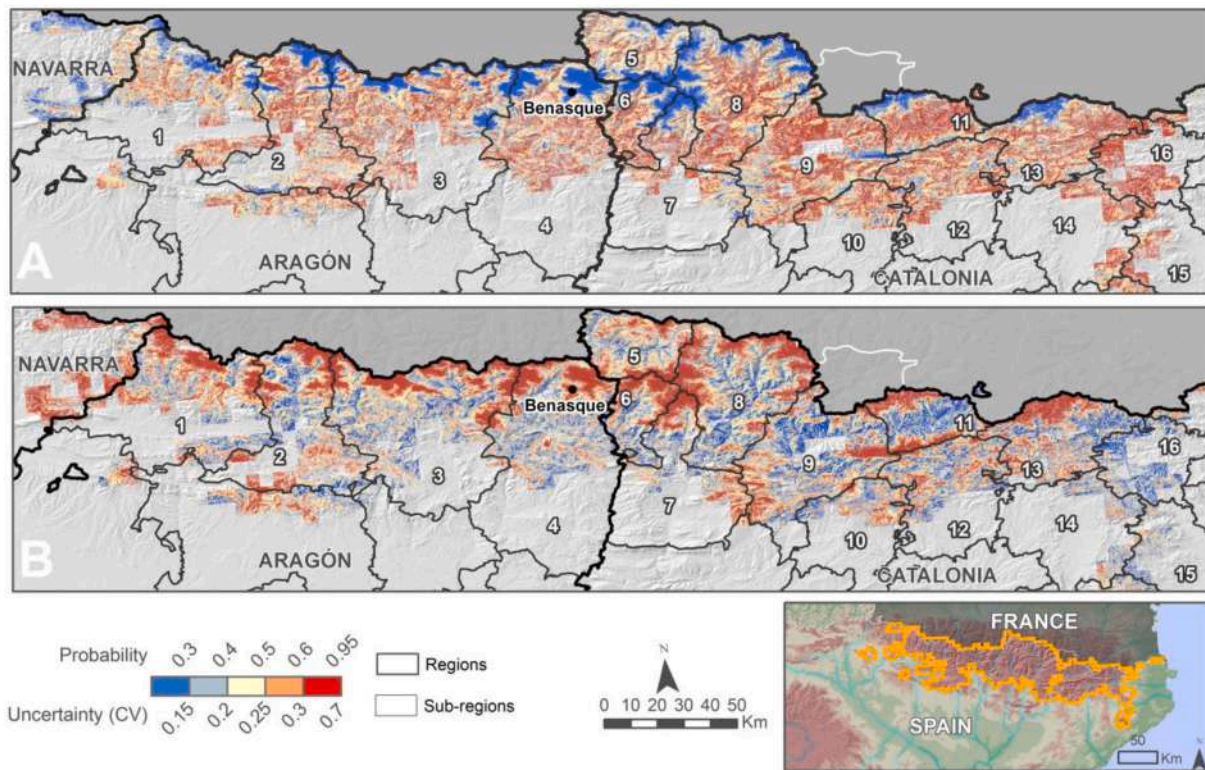 NAVARRA
5
Benasque
6
8
1
11
16
2
9
3
13
7
4
12
14
10
ARAGÓN
A
CATALONIA
15
NAVARRA
5
Benasque
6
8
1
11
16
2
9
3
13
7
4
12
14
10
ARAGÓN
B
CATALONIA
15
Probability 0.3 0.4 0.5 0.6 0.95
Uncertainty (CV) 0.15 0.2 0.25 0.3 0.7
Regions
Sub-regions
N
0 10 20 30 40 50
Km
FRANCE
SPAIN
50
Km
N